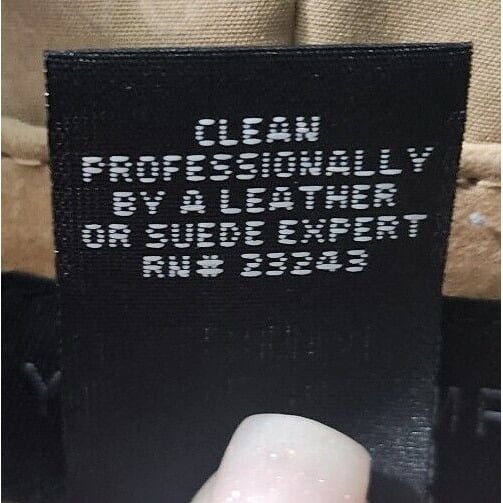 CLEAN
PROFESSIONALLY
BY A LEATHER
OR SUEDE EXPERT
RN# 23243